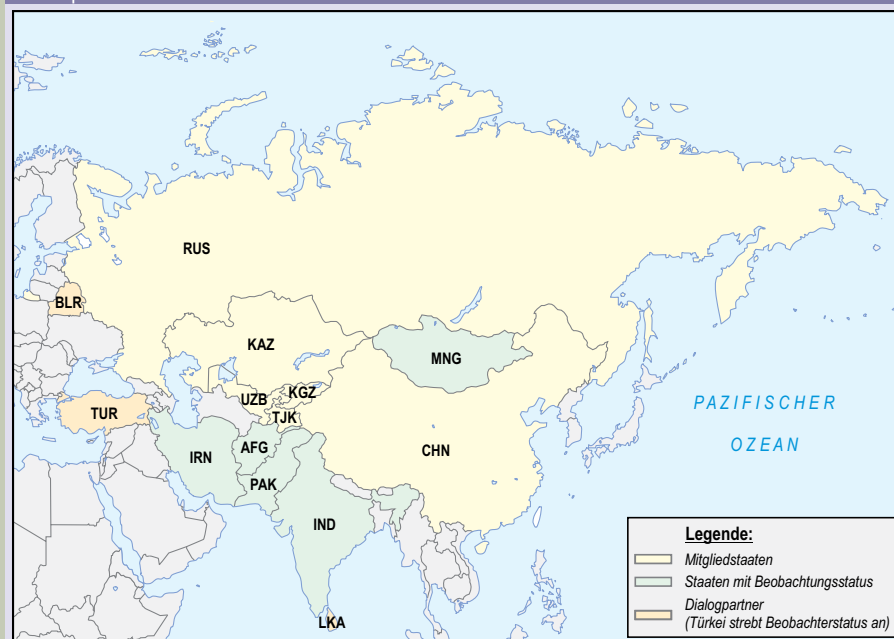 RUS
BLR
KAZ
MNG
UZB
KGZ
TUR
TJK
PAZIFISCHER
OZEAN
IRN
AFG
CHN
PAK
IND
LKA
Legende:
Mitgliedstaaten
Staaten mit Beobachtungsstatus
Dialogpartner
(Türkei strebt Beobachterstatus an)